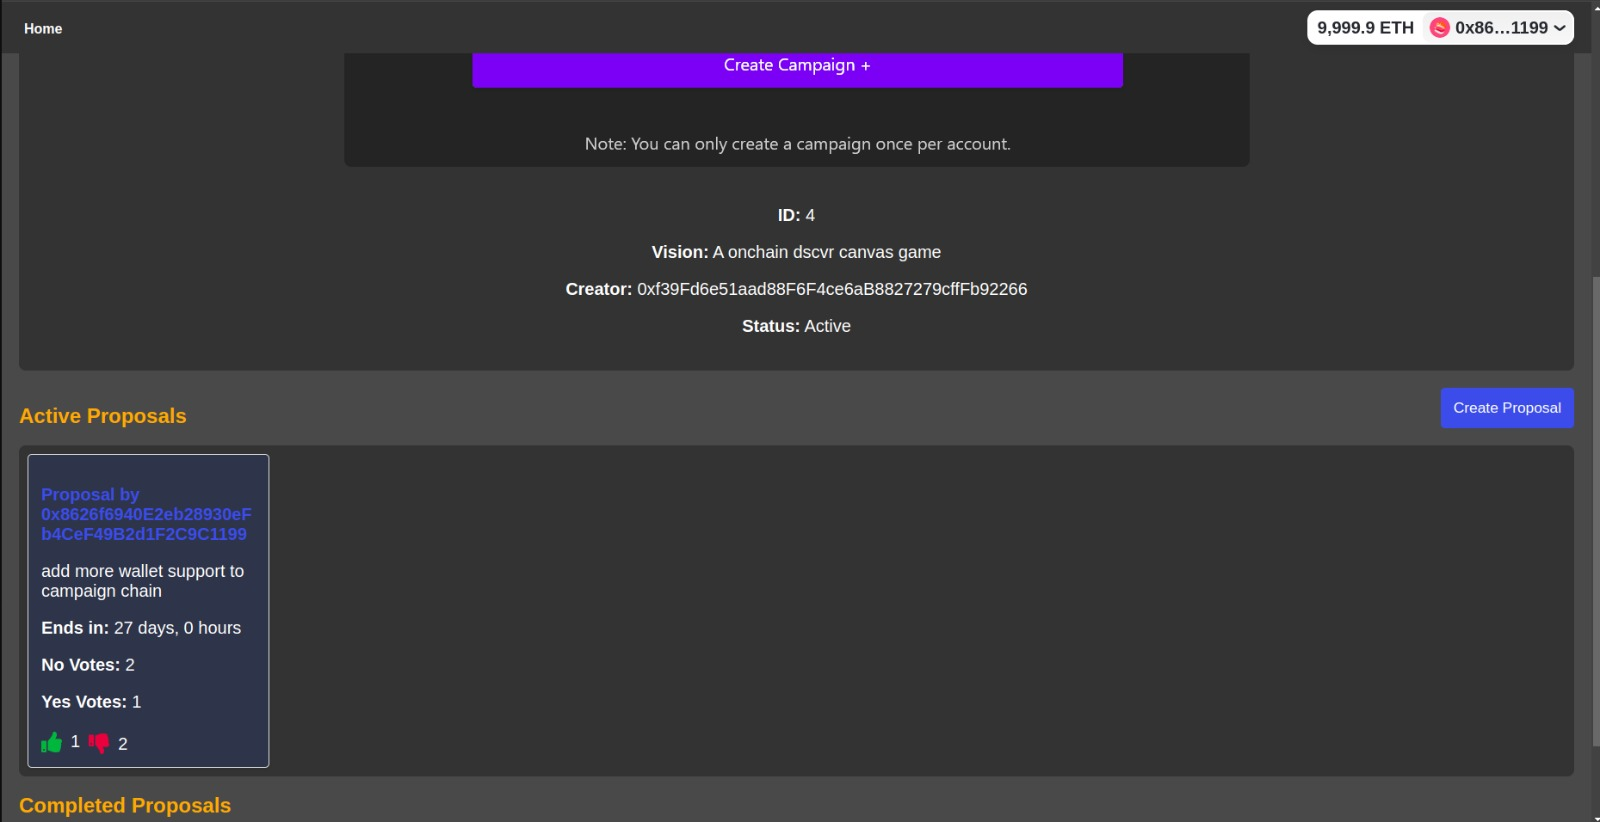 Home
9,999.9 ETH 0x86...1199
Create Campaign +
Note: You can only create a campaign once per account.
ID: 4
Vision: A onchain dscvr canvas game
Creator: 0xf39Fd6e51aad88F6F4ce6aB8827279cffFb92266
Status: Active
Active Proposals
Create Proposal
Proposal by
0x8626f6940E2eb28930eF
b4CeF49B2d1F2C9C1199
add more wallet support to
campaign chain
Ends in: 27 days, 0 hours
No Votes: 2
Yes Votes: 1
1 2
Completed Proposals